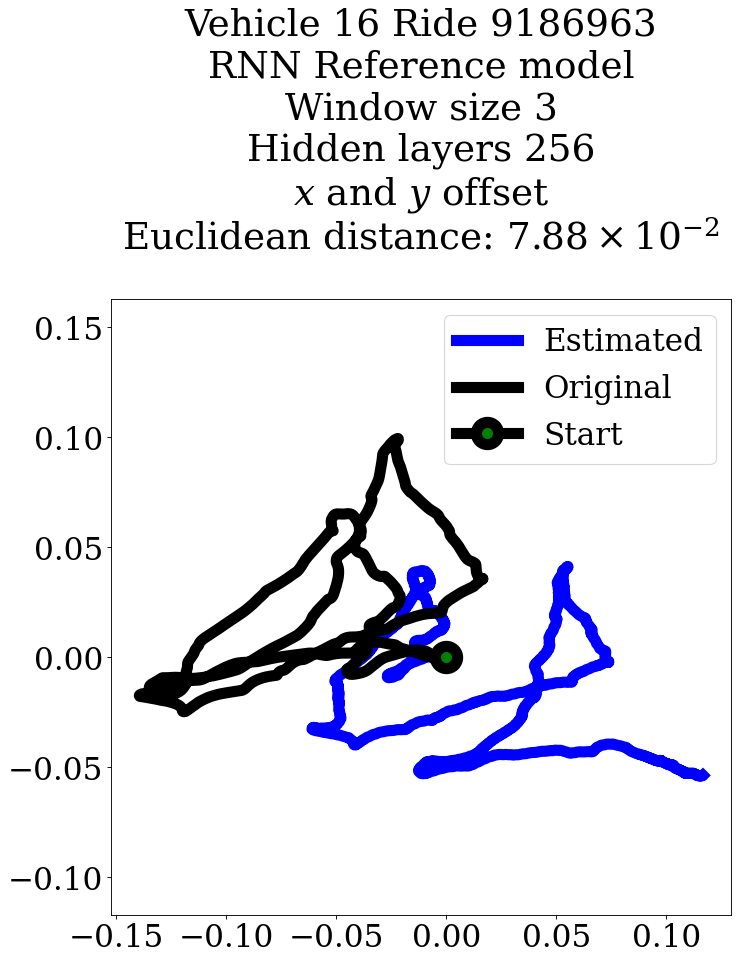 Vehicle 16 Ride 9186963
RNN Reference model
Window size 3
Hidden layers 256
x and y offset
Euclidean distance: 7.88 × 10⁻²
Estimated
Original
Start
0.15
0.10
0.05
0.00
−0.05
−0.10
−0.15 −0.10 −0.05 0.00 0.05 0.10